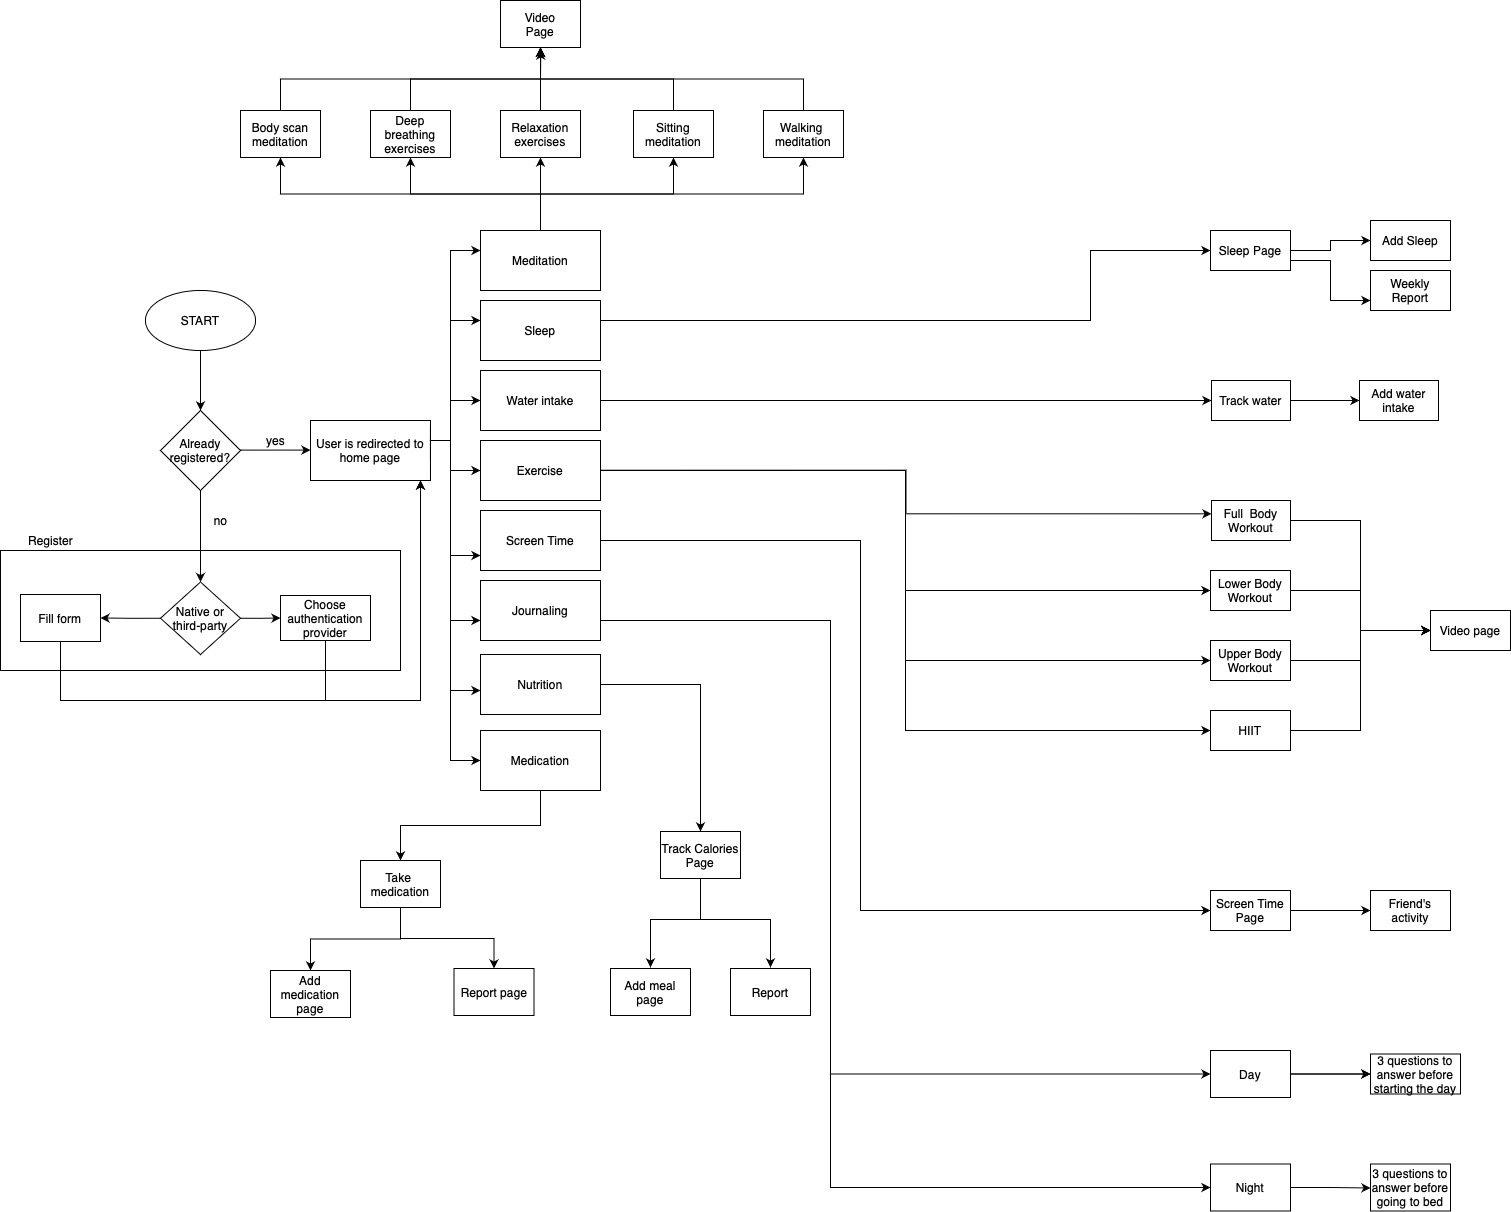 Video
Page
Body scan
meditation
Deep
breathing
exercises
Relaxation
exercises
Sitting
meditation
Walking
meditation
Meditation
Sleep
Water intake
Exercise
Screen Time
Journaling
Nutrition
Medication
START
Already
registered?
yes
User is redirected to
home page
no
Register
Fill form
Native or
third-party
Choose
authentication
provider
Sleep Page
Add Sleep
Weekly
Report
Track water
Add water
intake
Full  Body
Workout
Lower Body
Workout
Upper Body
Workout
HIIT
Video page
Take
medication
Add
medication
page
Report page
Track Calories
Page
Add meal
page
Report
Screen Time
Page
Friend's
activity
Day
3 questions to
answer before
starting the day
Night
3 questions to
answer before
going to bed